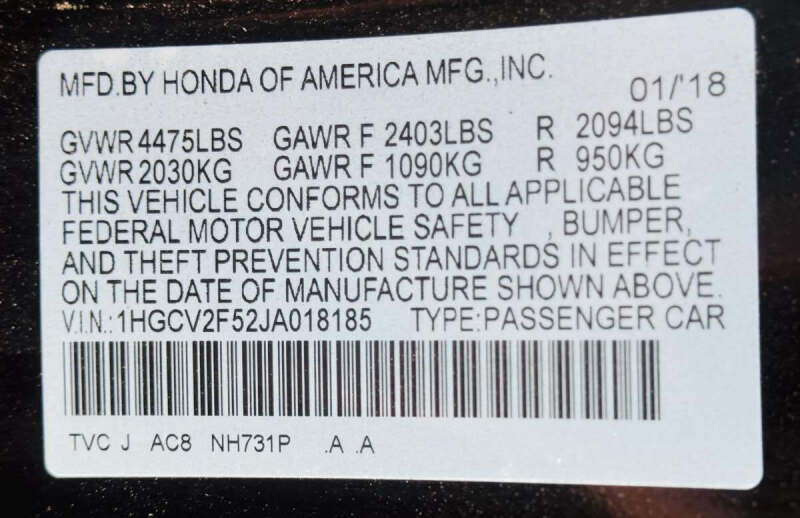 MFD.BY HONDA OF AMERICA MFG.,INC. 01/'18
GVWR 4475LBS GAWR F 2403LBS R 2094LBS
GVWR 2030KG GAWR F 1090KG R 950KG
THIS VEHICLE CONFORMS TO ALL APPLICABLE
FEDERAL MOTOR VEHICLE SAFETY , BUMPER,
AND THEFT PREVENTION STANDARDS IN EFFECT
ON THE DATE OF MANUFACTURE SHOWN ABOVE.
V.I.N.:1HGCV2F52JA018185 TYPE:PASSENGER CAR
TVC J AC8 NH731P .A .A